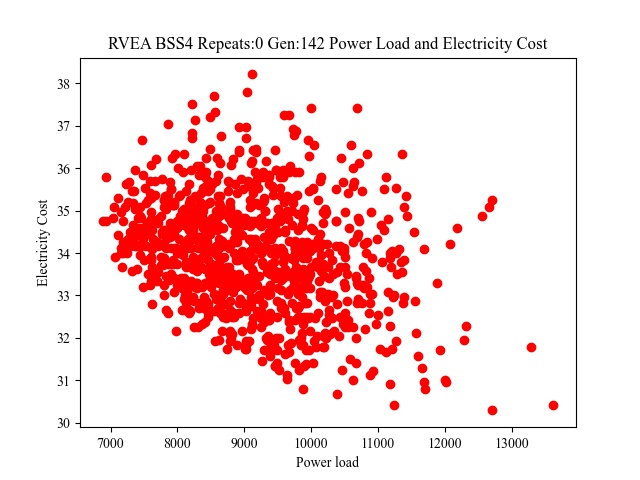 RVEA BSS4 Repeats:0 Gen:142 Power Load and Electricity Cost
38
37
36
35
34
33
32
31
30
Electricity Cost
7000 8000 9000 10000 11000 12000 13000
Power load